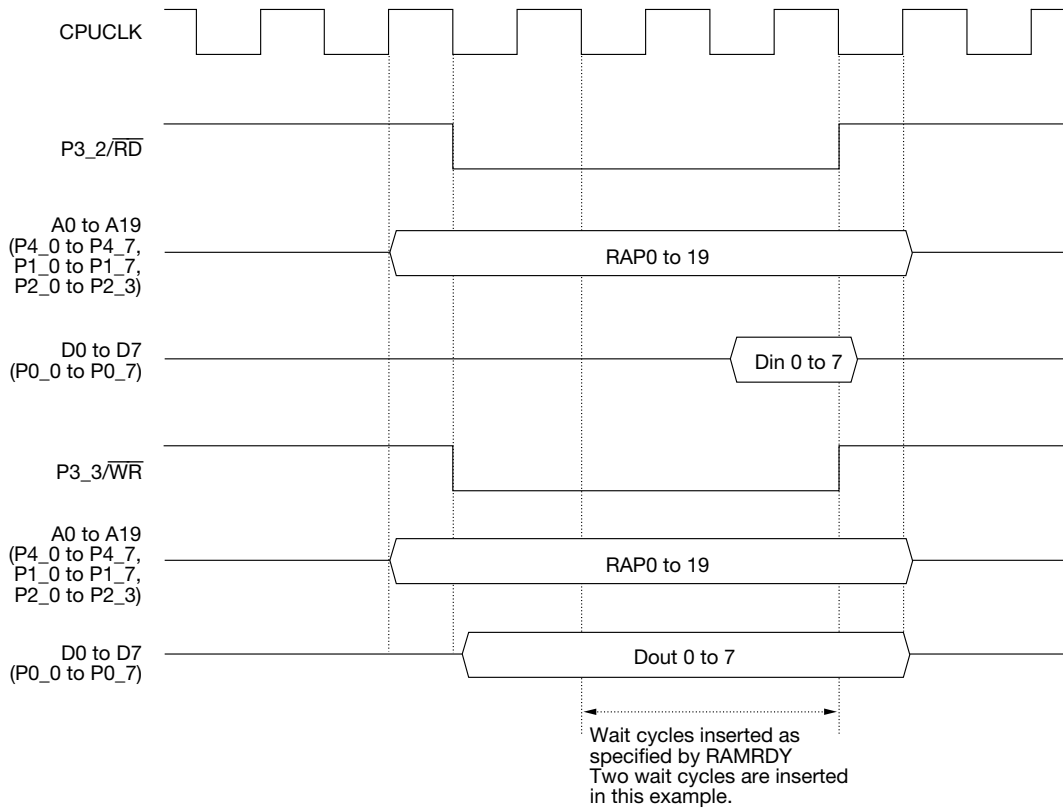 CPUCLK
P3_2/R̅D̅
A0 to A19
(P4_0 to P4_7,
P1_0 to P1_7,
P2_0 to P2_3)
RAP0 to 19
D0 to D7
(P0_0 to P0_7)
Din 0 to 7
P3_3/W̅R̅
A0 to A19
(P4_0 to P4_7,
P1_0 to P1_7,
P2_0 to P2_3)
RAP0 to 19
D0 to D7
(P0_0 to P0_7)
Dout 0 to 7
Wait cycles inserted as
specified by RAMRDY
Two wait cycles are inserted
in this example.